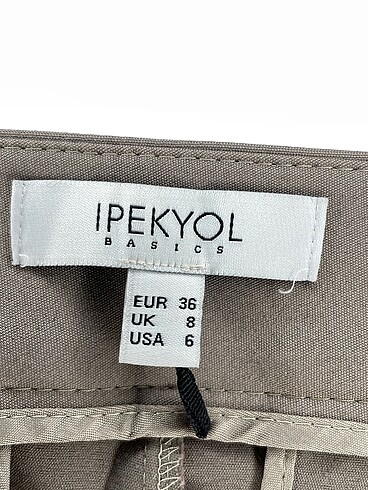 IPEKYOL
BASICS
EUR 36
UK 8
USA 6